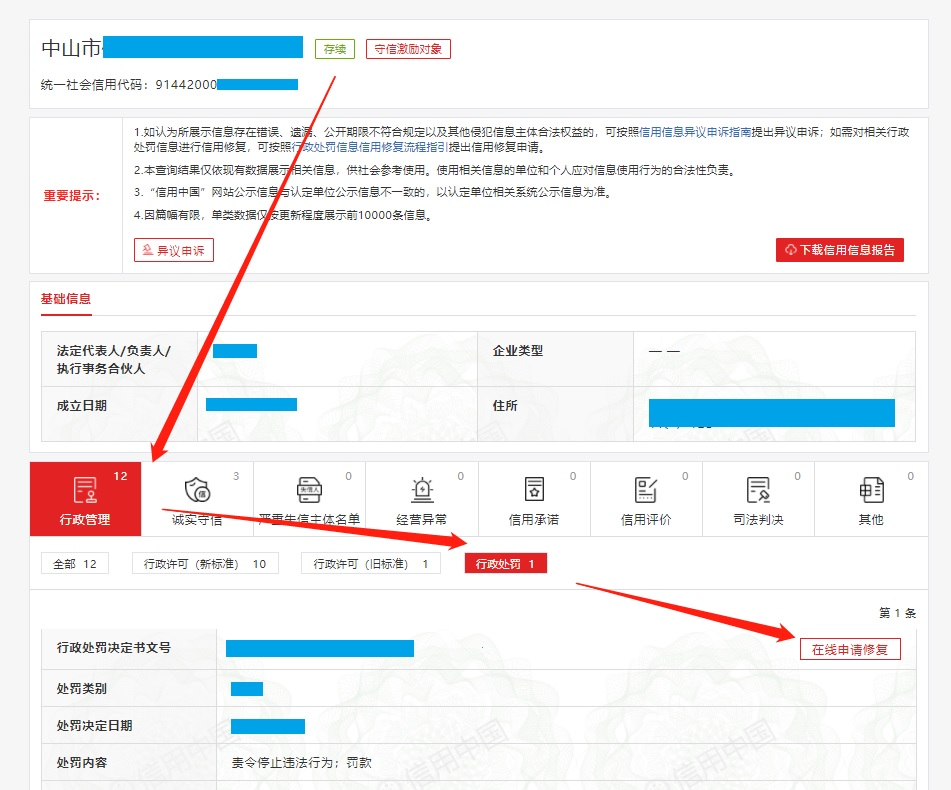 中山市
存续
守信激励对象
统一社会信用代码：91442000
重要提示：
1.如认为所展示信息存在错误、遗漏、公开期限不符合规定以及其他侵犯信息主体合法权益的，可按照信用信息异议申诉指南提出异议申诉；如需对相关行政
处罚信息进行信用修复，可按照行政处罚信息信用修复流程指引提出信用修复申请。
2.本查询结果仅依现有数据展示相关信息，供社会参考使用。使用相关信息的单位和个人应对信息使用行为的合法性负责。
3、“信用中国”网站公示信息与认定单位公示信息不一致的，以认定单位相关系统公示信息为准。
4.因篇幅有限，单类数据仅按更新程度展示前10000条信息。
异议申诉
下载信用信息报告
基础信息
法定代表人/负责人/
执行事务合伙人
企业类型
— —
成立日期
住所
12
行政管理
3
诚实守信
0
失信人
严重失信主体名单
0
经营异常
0
信用承诺
0
信用评价
0
司法判决
0
其他
全部 12
行政许可（新标准） 10
行政许可（旧标准） 1
行政处罚 1
第 1 条
行政处罚决定书文号
在线申请修复
处罚类别
处罚决定日期
处罚内容
责令停止违法行为；罚款
信用中国
信用中国